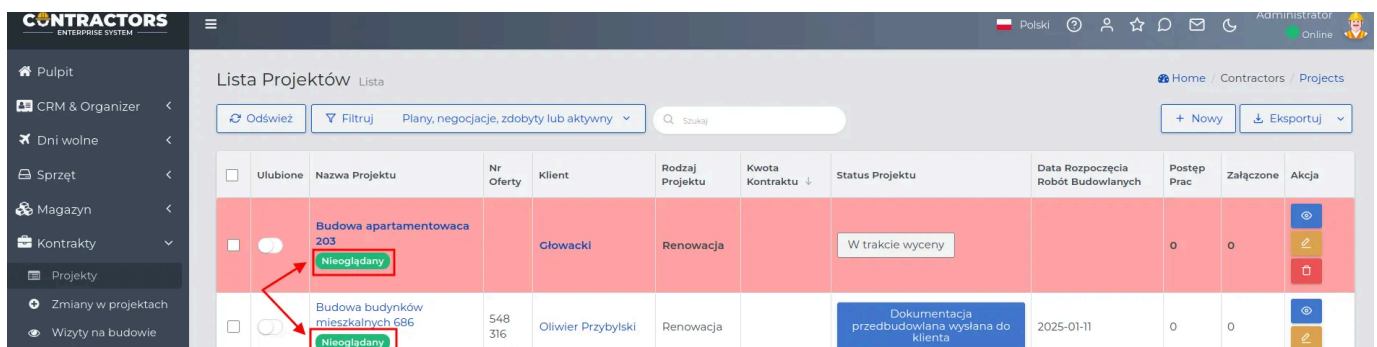 CONTRACTORS
ENTERPRISE SYSTEM
Polski
Administrator
Online
Pulpit
CRM & Organizer
Dni wolne
Sprzęt
Magazyn
Kontrakty
Projekty
Zmiany w projektach
Wizyty na budowie
Lista Projektów Lista
Home / Contractors / Projects
Odśwież
Filtruj Plany, negocjacje, zdobyty lub aktywny
Szukaj
+ Nowy
Eksportuj
Ulubione
Nazwa Projektu
Nr
Oferty
Klient
Rodzaj
Projektu
Kwota
Kontraktu ↓
Status Projektu
Data Rozpoczęcia
Robót Budowlanych
Postęp
Prac
Załączone
Akcja
Budowa apartamentowaca
203
Nieoglądany
Głowacki
Renowacja
W trakcie wyceny
0
0
Budowa budynków
mieszkalnych 686
Nieoglądany
548
316
Oliwier Przybylski
Renowacja
Dokumentacja
przedbudowlana wysłana do
klienta
2025-01-11
0
0